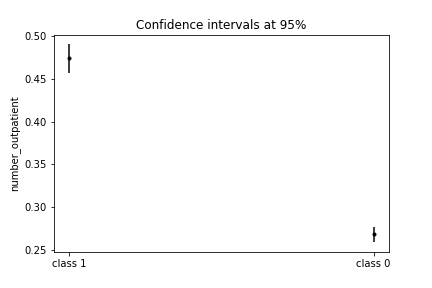 Confidence intervals at 95%
number_outpatient
0.50
0.45
0.40
0.35
0.30
0.25
class 1
class 0